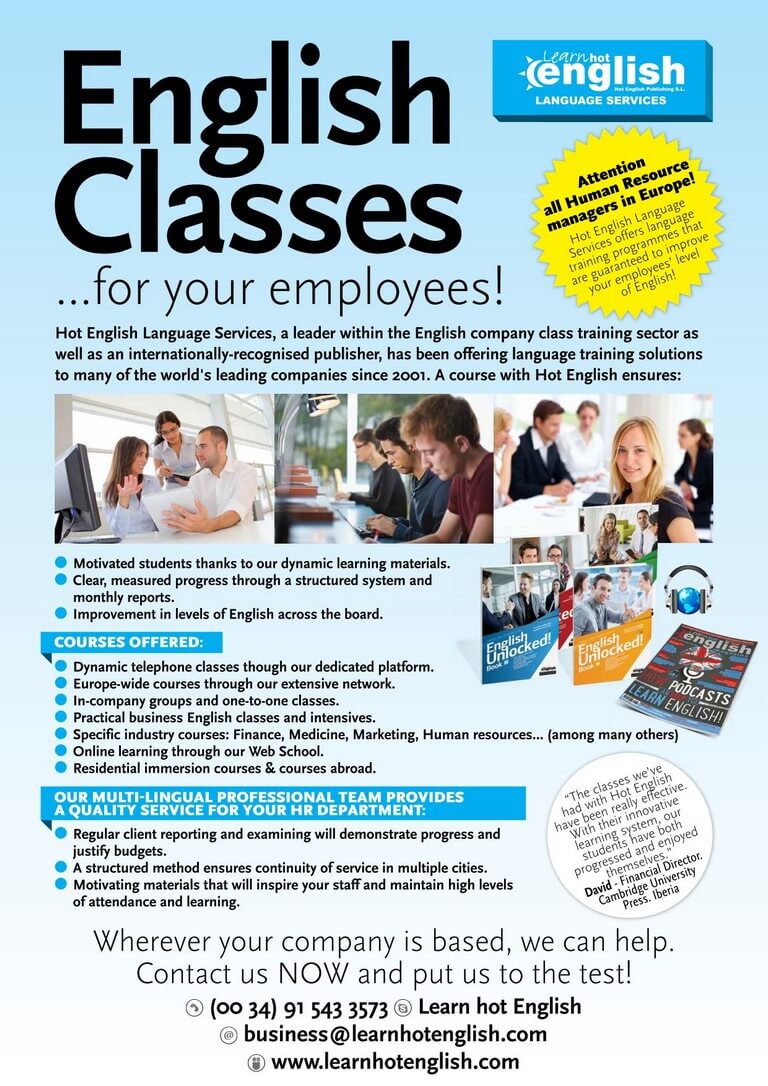 English
Classes
...for your employees!
Learn hot
english
Hot English Publishing S.L.
LANGUAGE SERVICES
Attention
all Human Resource
managers in Europe!
Hot English Language
Services offers language
training programmes that
are guaranteed to improve
your employees' level
of English!
Hot English Language Services, a leader within the English company class training sector as
well as an internationally-recognised publisher, has been offering language training solutions
to many of the world's leading companies since 2001. A course with Hot English ensures:
Motivated students thanks to our dynamic learning materials.
Clear, measured progress through a structured system and
monthly reports.
Improvement in levels of English across the board.
English
Unlocked!
Book
English
Unlocked!
Book
english
PODCASTS
LEARN ENGLISH!
COURSES OFFERED:
Dynamic telephone classes though our dedicated platform.
Europe-wide courses through our extensive network.
In-company groups and one-to-one classes.
Practical business English classes and intensives.
Specific industry courses: Finance, Medicine, Marketing, Human resources... (among many others)
Online learning through our Web School.
Residential immersion courses & courses abroad.
OUR MULTI-LINGUAL PROFESSIONAL TEAM PROVIDES
A QUALITY SERVICE FOR YOUR HR DEPARTMENT:
Regular client reporting and examining will demonstrate progress and
justify budgets.
A structured method ensures continuity of service in multiple cities.
Motivating materials that will inspire your staff and maintain high levels
of attendance and learning.
"The classes we've
had with Hot English
have been really effective.
With their innovative
learning system, our
students have both
progressed and enjoyed
themselves."
David - Financial Director.
Cambridge University
Press. Iberia
Wherever your company is based, we can help.
Contact us NOW and put us to the test!
(00 34) 91 543 3573 Learn hot English
@ business@learnhotenglish.com
www.learnhotenglish.com